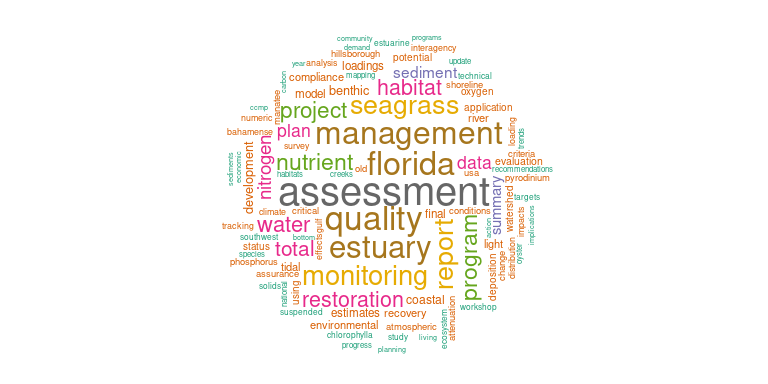 community
programs
demand
estuarine
interagency
hillsborough
potential
year
analysis
loadings
sediment
update
technical
mapping
carbon
compliance
habitat
shoreline
oxygen
model
benthic
manatee
ccmp
project
seagrass
application
numeric
river
bahamense
plan
management
loading
trends
survey
nitrogen
nutrient
old
florida
data
criteria
evaluation
recommendations
sediments
economic
development
habitats
creeks
usa
pyrodinium
assessment
summary
watershed
targets
climate
critical
quality
final
conditions
action
impacts
implications
tracking
water
effects
gulf
southwest
bottom
status
total
estuary
report
program
light
change
distribution
oyster
species
phosphorus
tidal
assurance
monitoring
deposition
solids
national
using
restoration
coastal
workshop
suspended
estimates
recovery
ecosystem
attenuation
environmental
atmospheric
chlorophylla
study
living
progress
planning